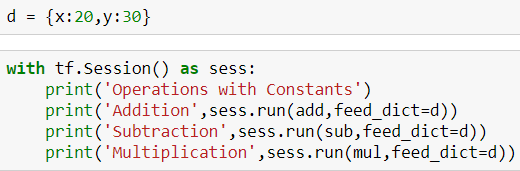 d = {x:20,y:30}
with tf.Session() as sess:
    print('Operations with Constants')
    print('Addition',sess.run(add,feed_dict=d))
    print('Subtraction',sess.run(sub,feed_dict=d))
    print('Multiplication',sess.run(mul,feed_dict=d))